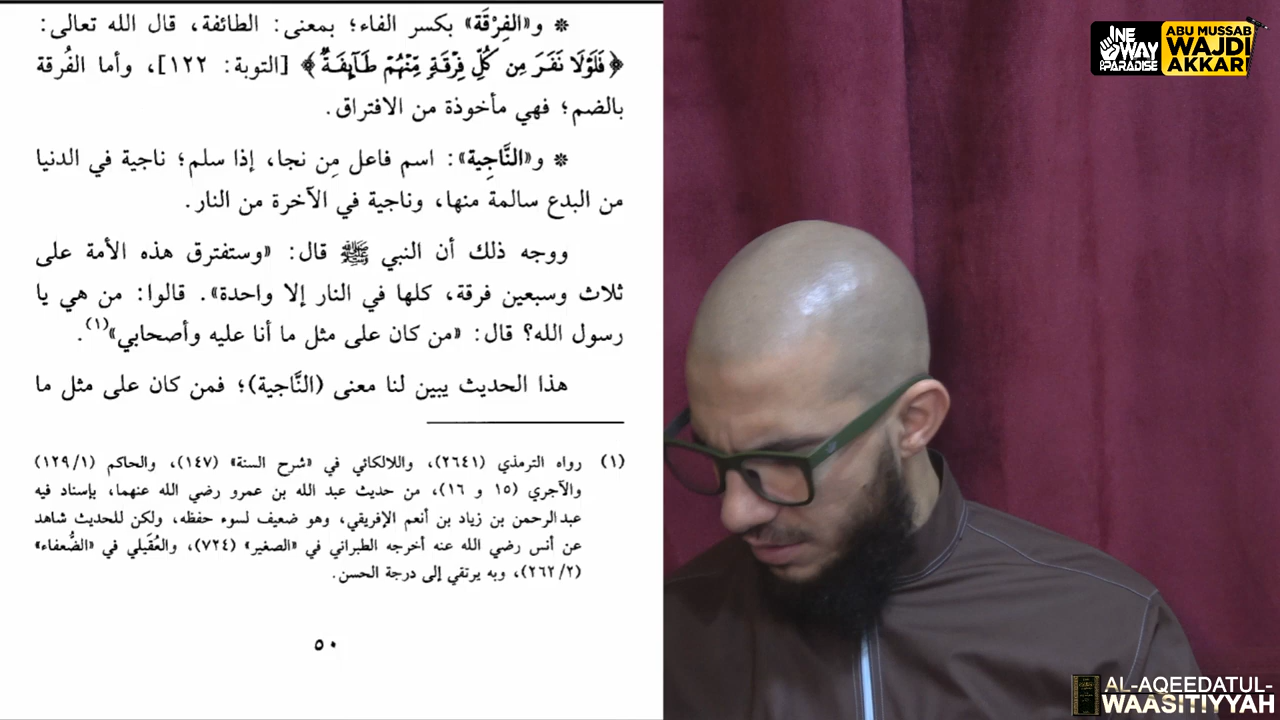 ❋ و«الفِرْقَة» بكسر الفاء؛ بمعنى: الطائفة، قال الله تعالى:
﴿فَلَوْلَا نَفَرَ مِن كُلِّ فِرْقَةٍ مِّنْهُمْ طَآئِفَةٌ﴾ [التوبة: ١٢٢]، وأما الفُرقة
بالضم؛ فهي مأخوذة من الافتراق.
❋ و«النَّاجِية»: اسم فاعل مِن نجا، إذا سلم؛ ناجية في الدنيا
من البدع سالمة منها، وناجية في الآخرة من النار.
ووجه ذلك أن النبي ﷺ قال: «وستفترق هذه الأمة على
ثلاث وسبعين فرقة، كلها في النار إلا واحدة». قالوا: من هي يا
رسول الله؟ قال: «من كان على مثل ما أنا عليه وأصحابي»(١).
هذا الحديث يبين لنا معنى (النَّاجية)؛ فمن كان على مثل ما
(١) رواه الترمذي (٢٦٤١)، واللالكائي في «شرح السنة» (١٤٧)، والحاكم (١/١٢٩)
والآجري (١٥ و ١٦)، من حديث عبد الله بن عمرو رضي الله عنهما، بإسناد فيه
عبدالرحمن بن زياد بن أنعم الإفريقي، وهو ضعيف لسوء حفظه، ولكن للحديث شاهد
عن أنس رضي الله عنه أخرجه الطبراني في «الصغير» (٧٢٤)، والعُقَيلي في «الضُّعفاء»
(٢/٢٦٢)، وبه يرتقي إلى درجة الحسن.
٥٠
ONE WAY TO PARADISE
ABU MUSSAB
WAJDI
AKKARI
AL-AQEEDATUL-
WAASITIYYAH